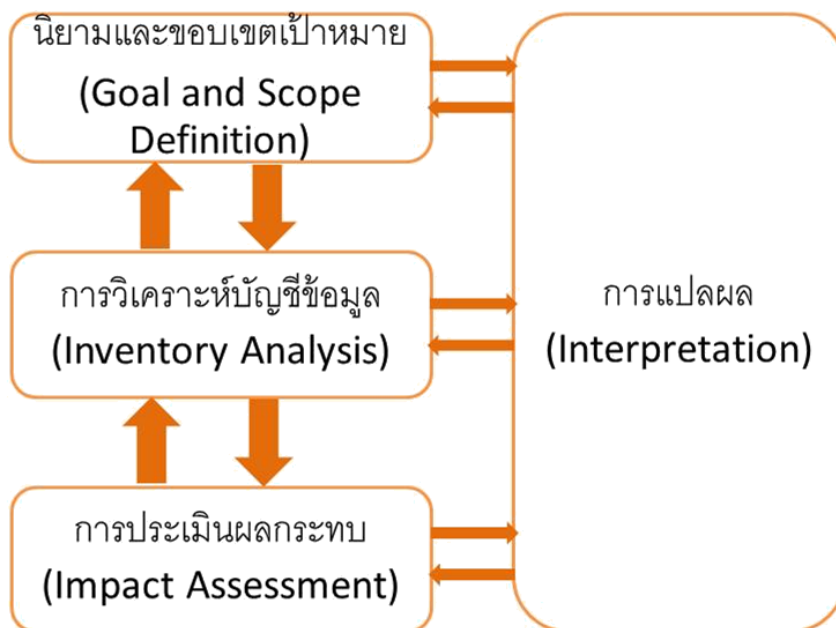 นิยามและขอบเขตเป้าหมาย
(Goal and Scope
Definition)
การวิเคราะห์บัญชีข้อมูล
(Inventory Analysis)
การประเมินผลกระทบ
(Impact Assessment)
การแปลผล
(Interpretation)